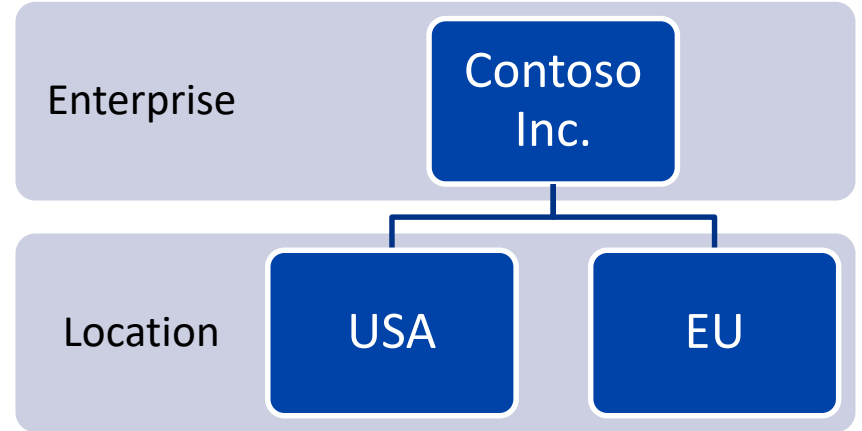 Enterprise
Contoso
Inc.
Location
USA
EU